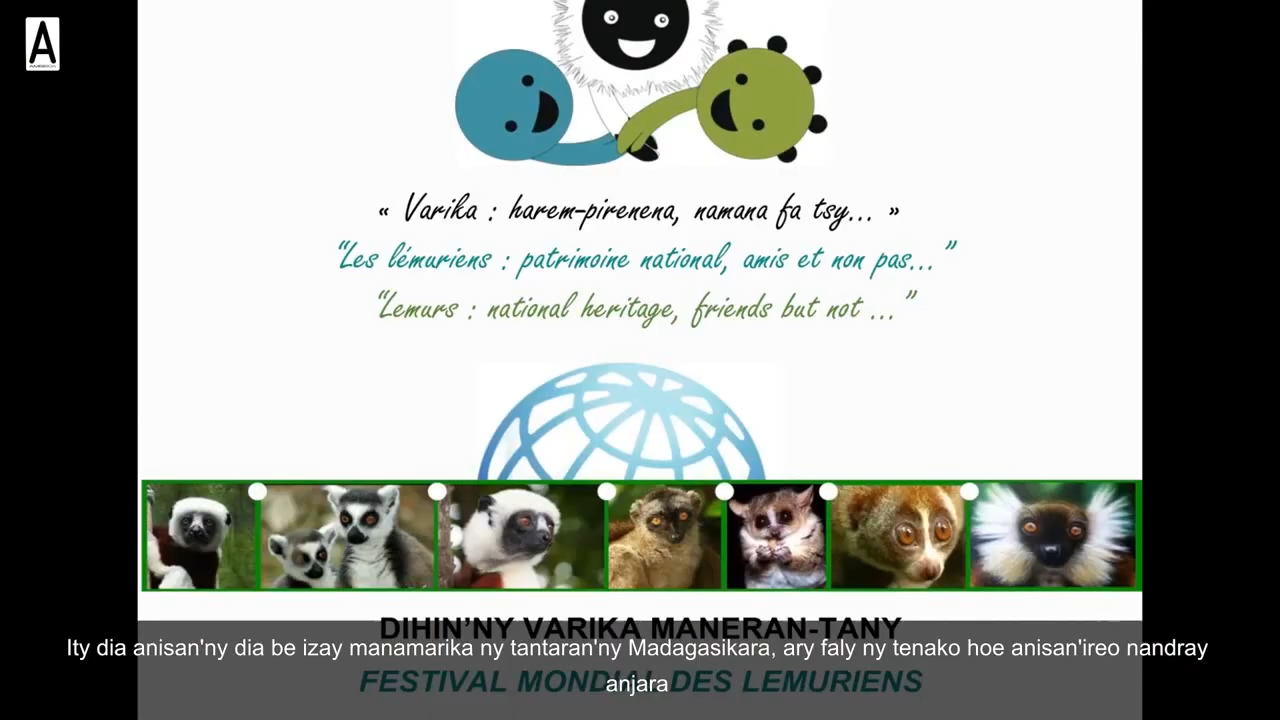 A
« Varika : harem-pirenena, namana fa tsy... »
“Les lémuriens : patrimoine national, amis et non pas...”
“Lemurs : national heritage, friends but not ...”
DIHIN’NY VARIKA MANERAN-TANY
Ity dia anisan'ny dia be izay manamarika ny tantaran'ny Madagasikara, ary faly ny tenako hoe anisan'ireo nandray
anjara
FESTIVAL MONDIAL DES LEMURIENS